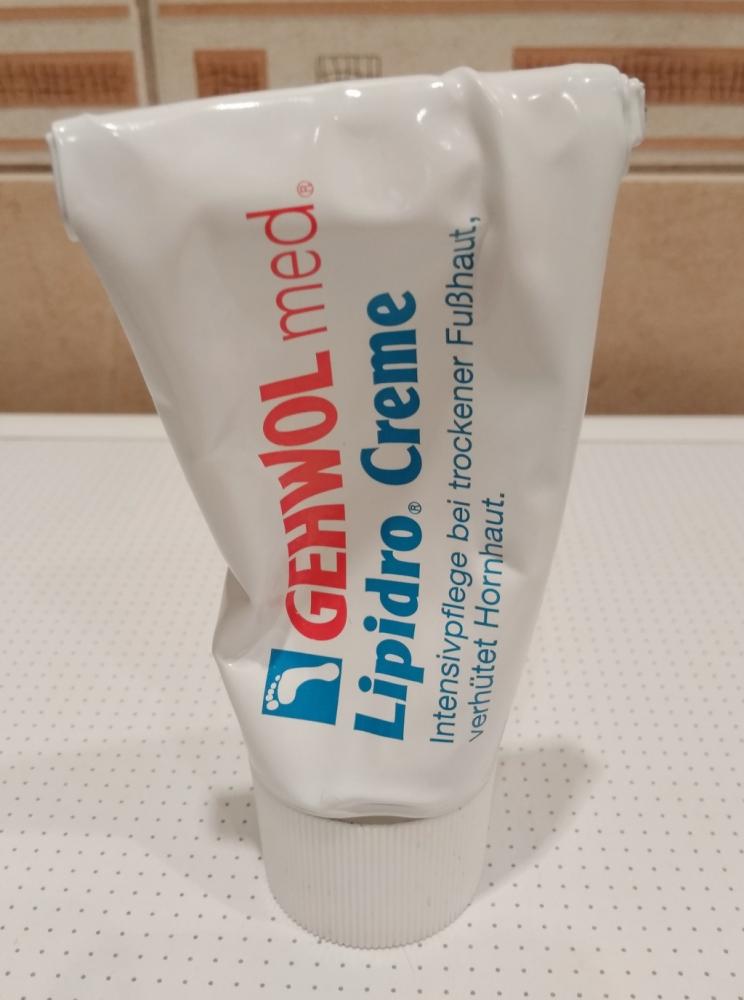 GEHWOL med®
Lipidro® Creme
Intensivpflege bei trockener Fußhaut,
verhütet Hornhaut.